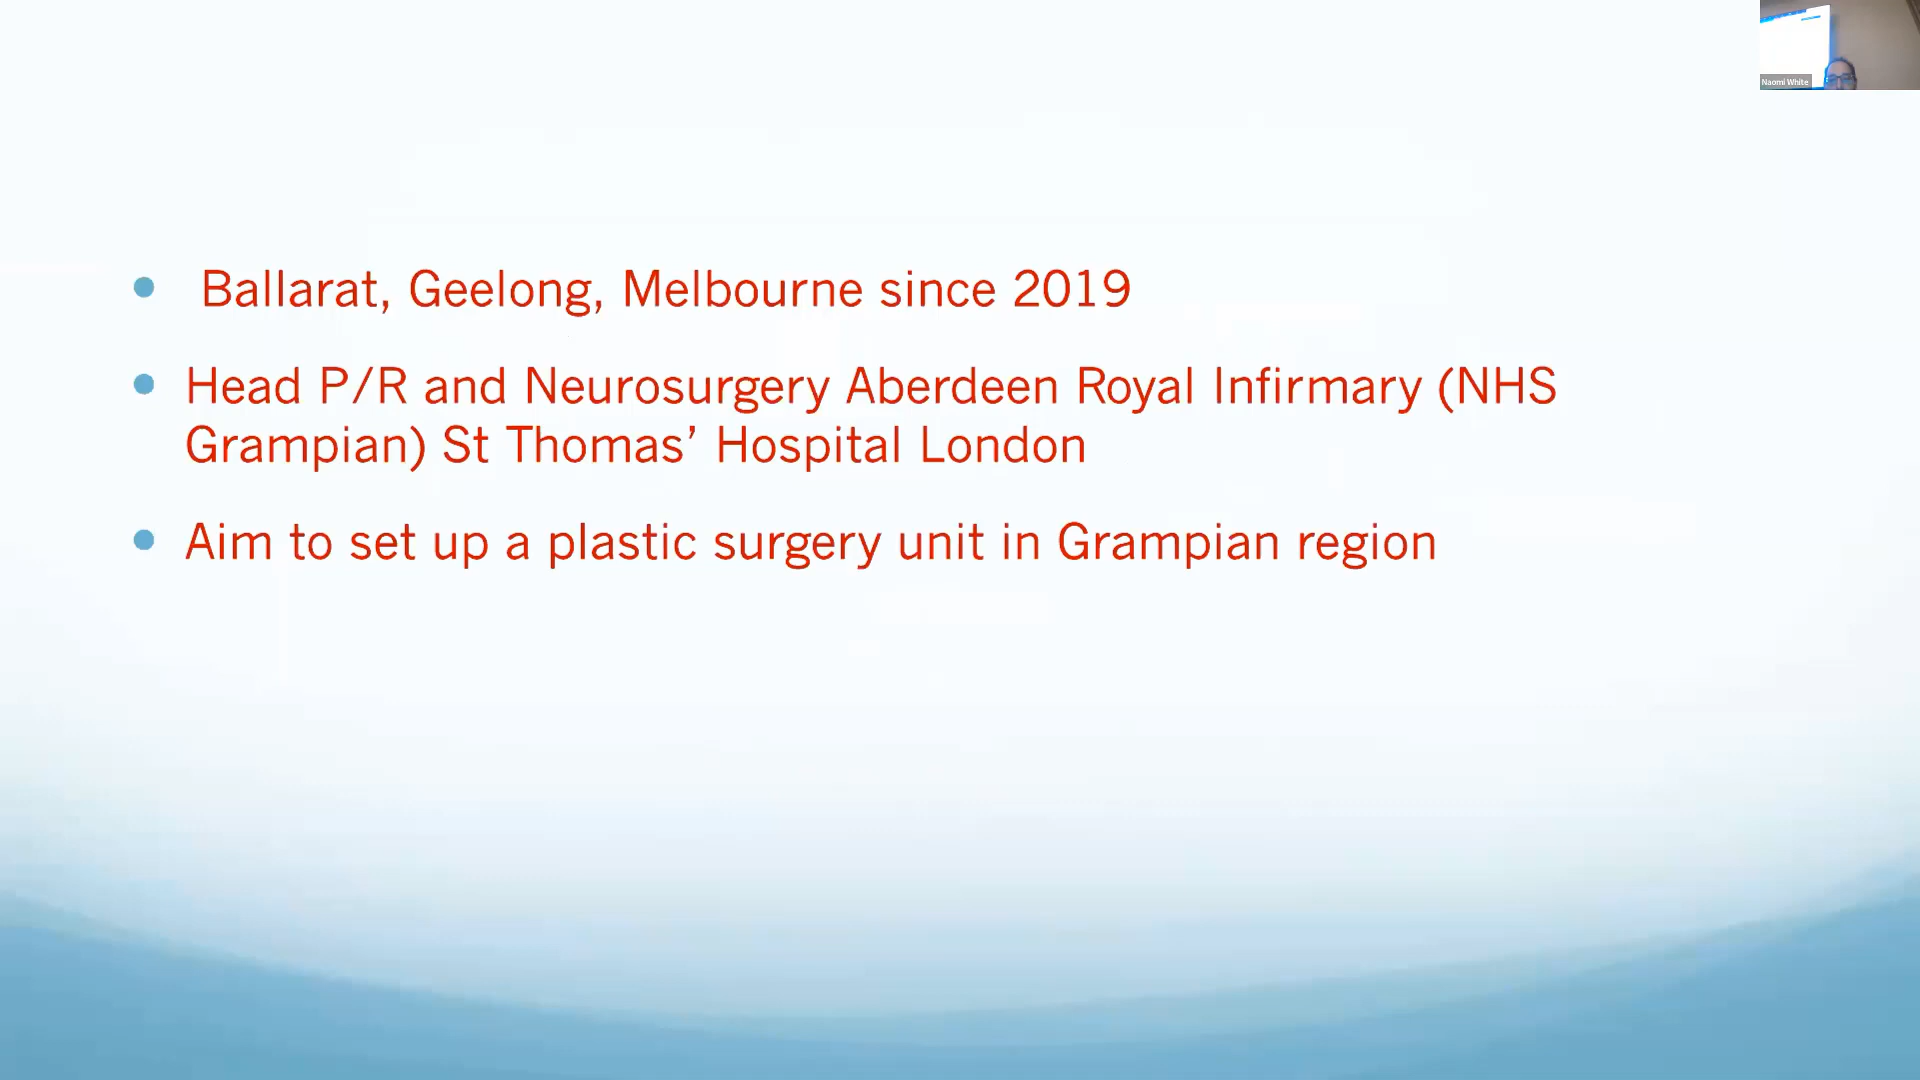 Naomi White
Ballarat, Geelong, Melbourne since 2019
Head P/R and Neurosurgery Aberdeen Royal Infirmary (NHS
Grampian) St Thomas’ Hospital London
Aim to set up a plastic surgery unit in Grampian region